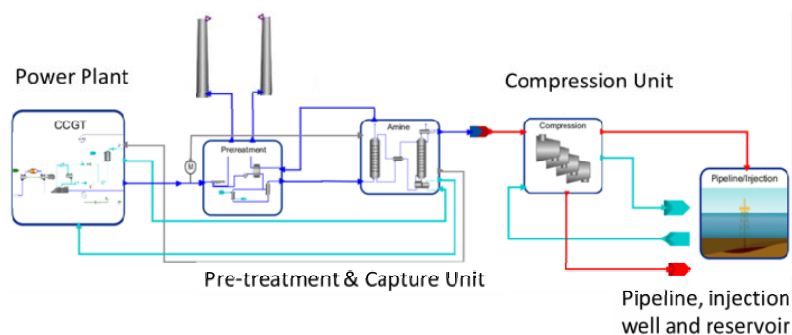 Power Plant
Compression Unit
CCGT
Pretreatment
Amine
Compression
M
Pipeline/Injection
Pre-treatment & Capture Unit
Pipeline, injection
well and reservoir